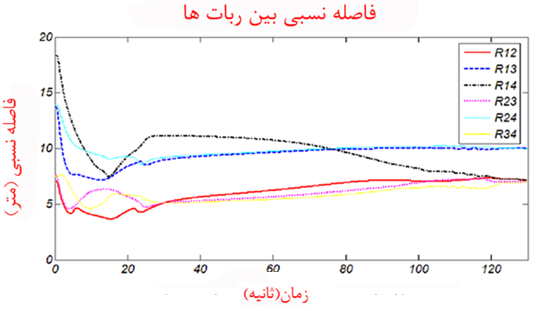 فاصله نسبی بین ربات ها
20
15
10
5
0
فاصله نسبی (متر)
R12
R13
R14
R23
R24
R34
0 20 40 60 80 100 120
زمان(ثانیه)